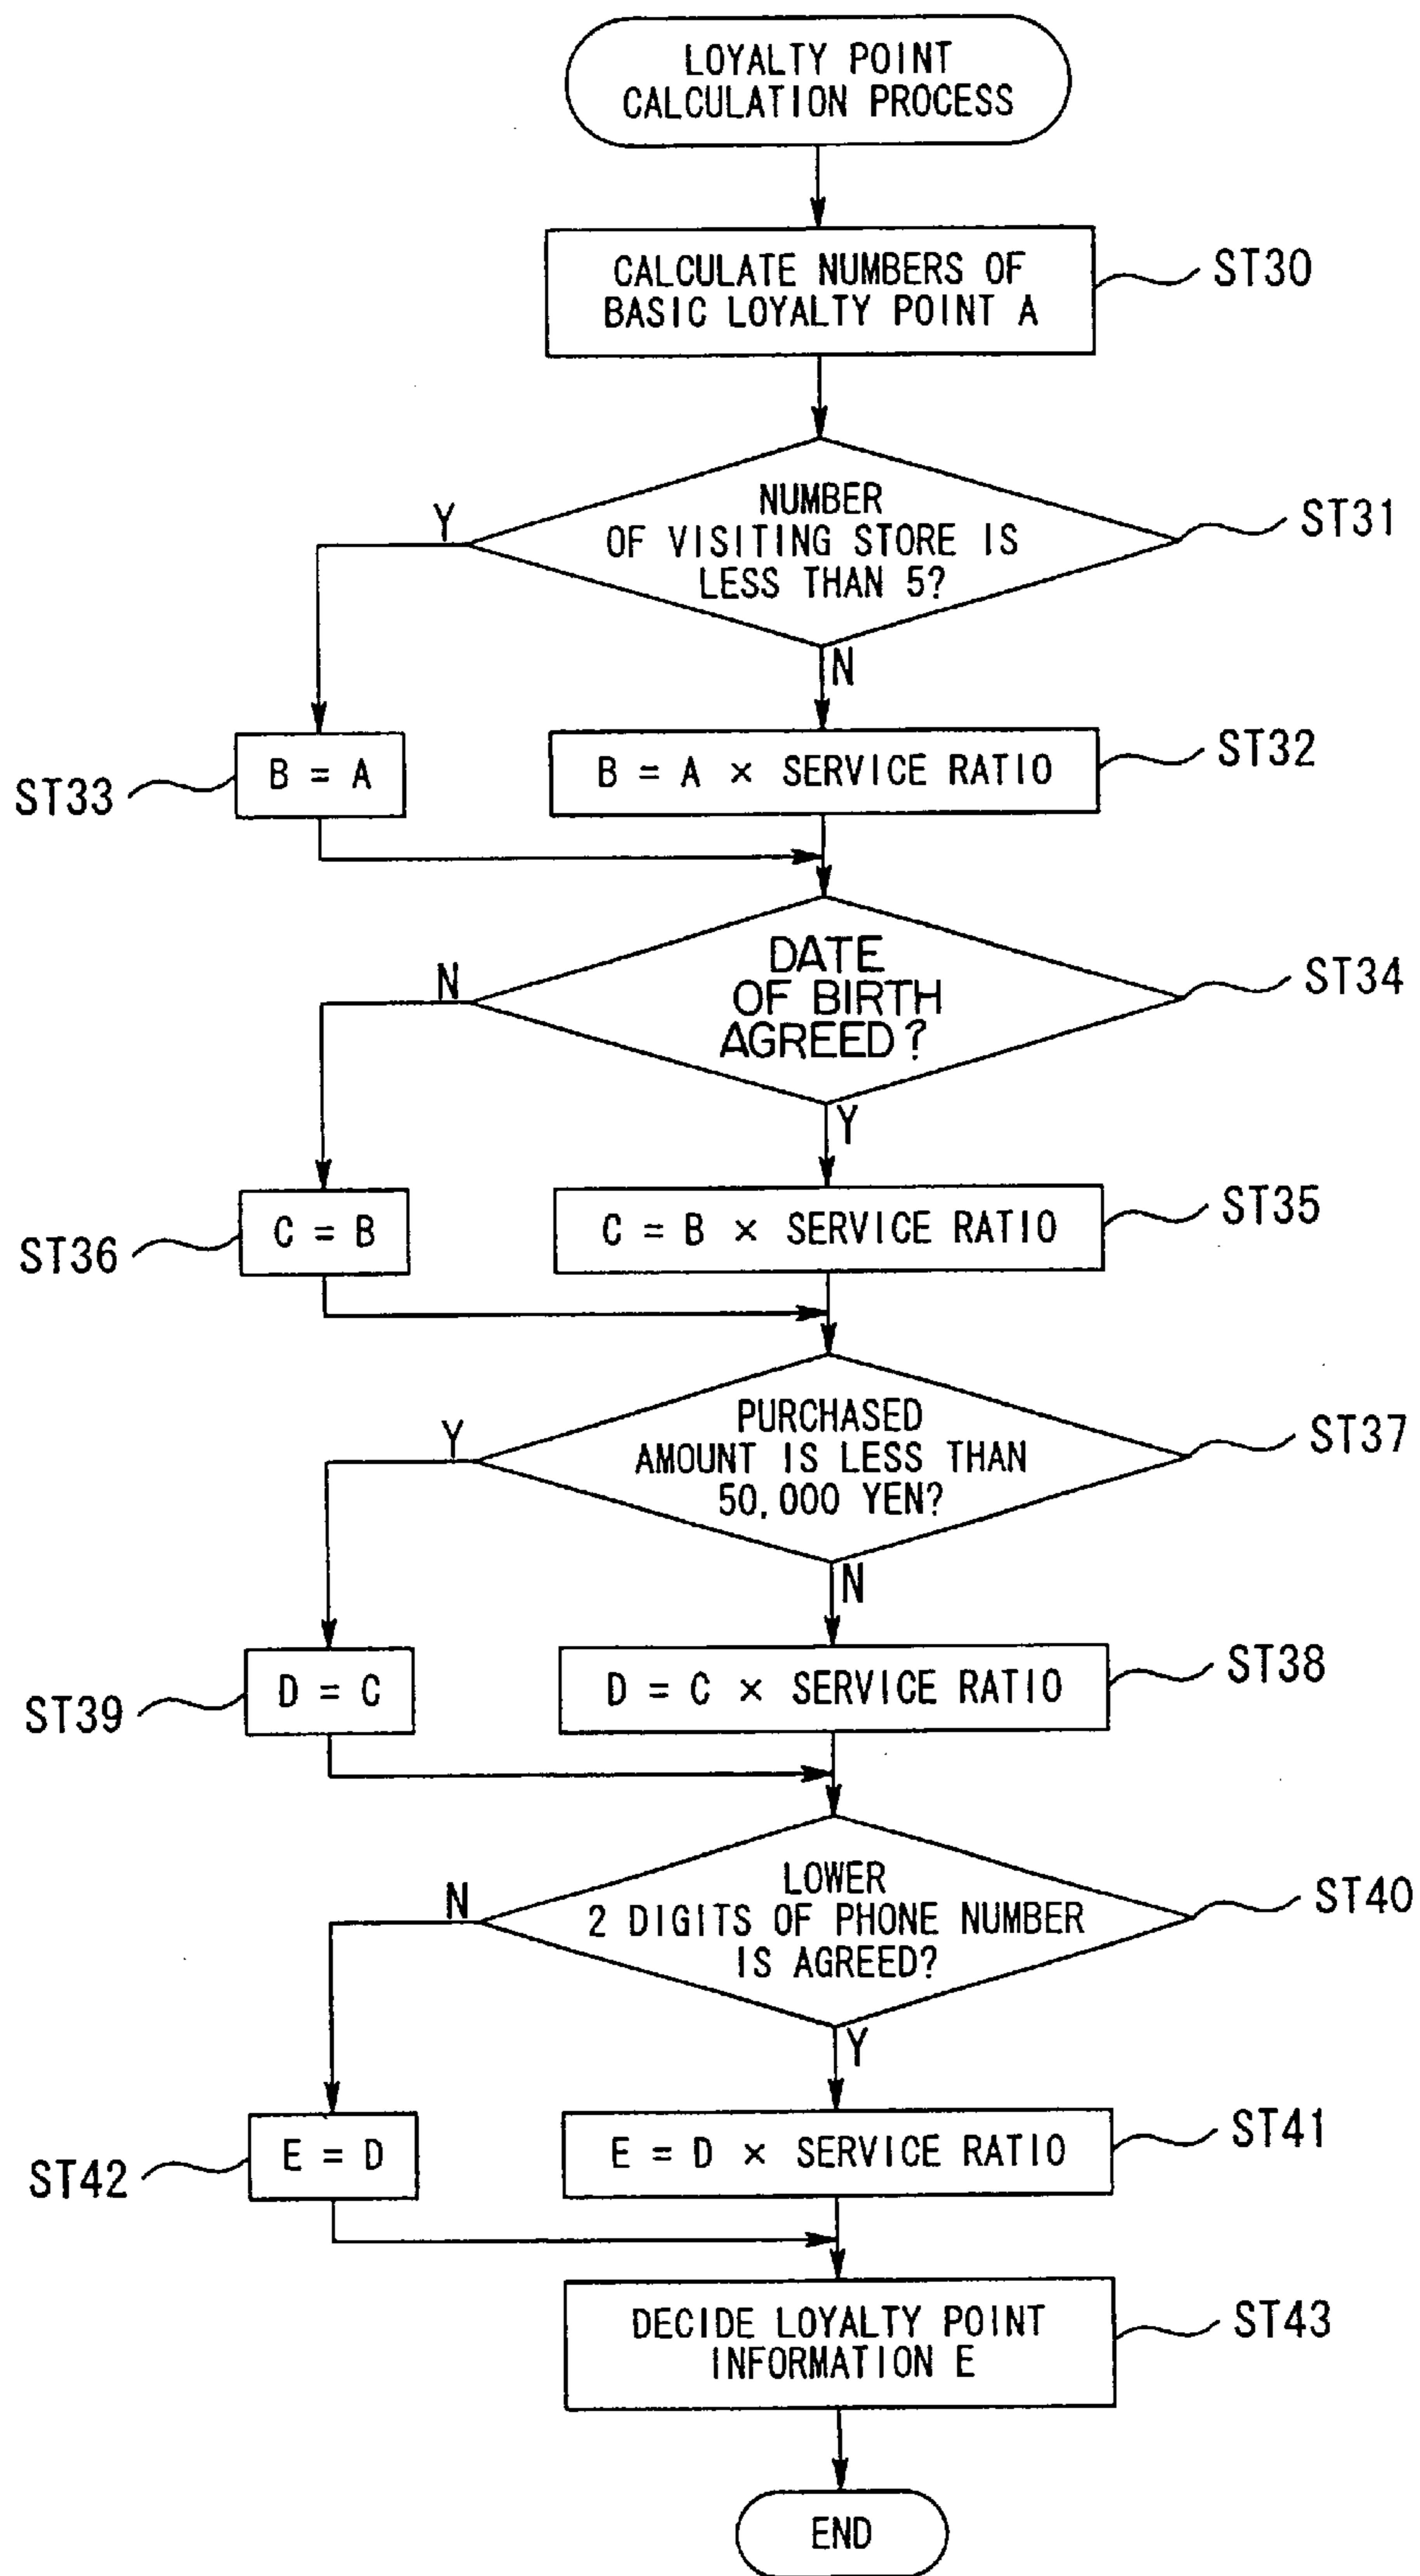 LOYALTY POINT
CALCULATION PROCESS
CALCULATE NUMBERS OF
BASIC LOYALTY POINT A
ST30
NUMBER
OF VISITING STORE IS
LESS THAN 5?
ST31
Y
N
B = A
ST33
B = A × SERVICE RATIO
ST32
DATE
OF BIRTH
AGREED?
ST34
N
Y
C = B
ST36
C = B × SERVICE RATIO
ST35
PURCHASED
AMOUNT IS LESS THAN
50,000 YEN?
ST37
Y
N
D = C
ST39
D = C × SERVICE RATIO
ST38
LOWER
2 DIGITS OF PHONE NUMBER
IS AGREED?
ST40
N
Y
E = D
ST42
E = D × SERVICE RATIO
ST41
DECIDE LOYALTY POINT
INFORMATION E
ST43
END